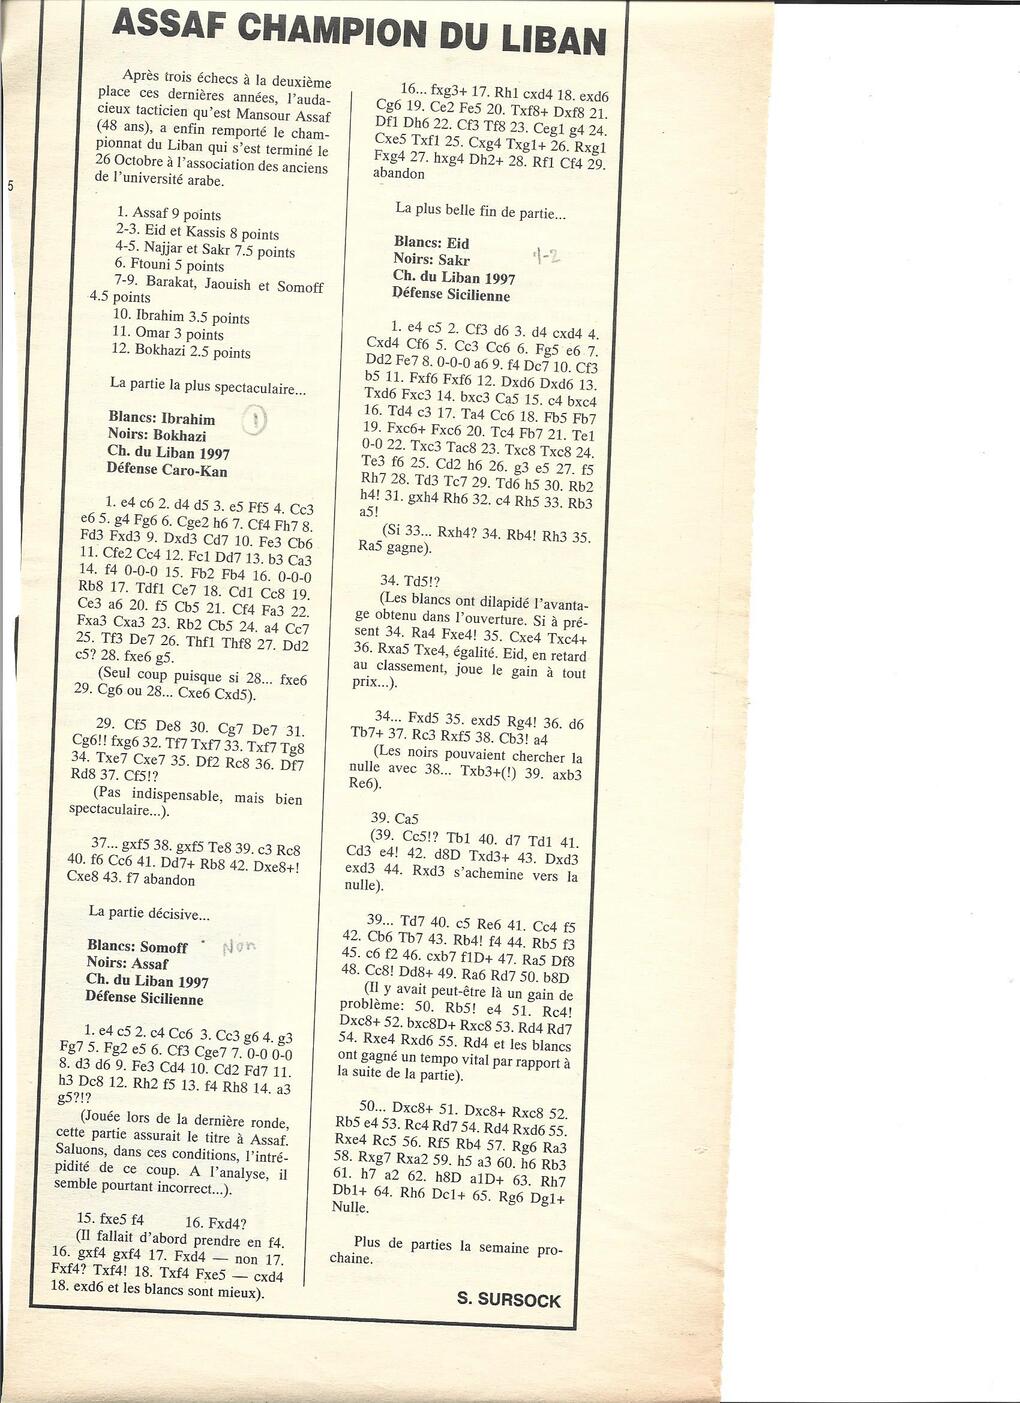 ASSAF CHAMPION DU LIBAN
Après trois échecs à la deuxième
place ces dernières années, l'auda-
cieux tacticien qu'est Mansour Assaf
(48 ans), a enfin remporté le cham-
pionnat du Liban qui s'est terminé le
26 Octobre à l'association des anciens
de l'université arabe.
5
1. Assaf 9 points
2-3. Eid et Kassis 8 points
4-5. Najjar et Sakr 7.5 points
6. Ftouni 5 points
7-9. Barakat, Jaouish et Somoff
4.5 points
10. Ibrahim 3.5 points
11. Omar 3 points
12. Bokhazi 2.5 points
La partie la plus spectaculaire...
Blancs: Ibrahim
1
Noirs: Bokhazi
Ch. du Liban 1997
Défense Caro-Kan
1. e4 c6 2. d4 d5 3. e5 Ff5 4. Cc3
e6 5. g4 Fg6 6. Cge2 h6 7. Cf4 Fh7 8.
Fd3 Fxd3 9. Dxd3 Cd7 10. Fe3 Cb6
11. Cfe2 Cc4 12. Fc1 Dd7 13. b3 Ca3
14. f4 0-0-0 15. Fb2 Fb4 16. 0-0-0
Rb8 17. Tdf1 Ce7 18. Cd1 Cc8 19.
Ce3 a6 20. f5 Cb5 21. Cf4 Fa3 22.
Fxa3 Cxa3 23. Rb2 Cb5 24. a4 Cc7
25. Tf3 De7 26. Thf1 Thf8 27. Dd2
c5? 28. fxe6 g5.
(Seul coup puisque si 28... fxe6
29. Cg6 ou 28... Cxe6 Cxd5).
29. Cf5 De8 30. Cg7 De7 31.
Cg6!! fxg6 32. Tf7 Txf7 33. Txf7 Tg8
34. Txe7 Cxe7 35. Df2 Rc8 36. Df7
Rd8 37. Cf5!?
(Pas indispensable, mais bien
spectaculaire...).
37... gxf5 38. gxf5 Te8 39. c3 Rc8
40. f6 Cc6 41. Dd7+ Rb8 42. Dxe8+!
Cxe8 43. f7 abandon
La partie décisive...
Blancs: Somoff
Non
Noirs: Assaf
Ch. du Liban 1997
Défense Sicilienne
1. e4 c5 2. c4 Cc6 3. Cc3 g6 4. g3
Fg7 5. Fg2 e5 6. Cf3 Cge7 7. 0-0 0-0
8. d3 d6 9. Fe3 Cd4 10. Cd2 Fd7 11.
h3 Dc8 12. Rh2 f5 13. f4 Rh8 14. a3
g5?!?
(Jouée lors de la dernière ronde,
cette partie assurait le titre à Assaf.
Saluons, dans ces conditions, l'intré-
pidité de ce coup. A l'analyse, il
semble pourtant incorrect...).
15. fxe5 f4 16. Fxd4?
(Il fallait d'abord prendre en f4.
16. gxf4 gxf4 17. Fxd4 — non 17.
Fxf4? Txf4! 18. Txf4 Fxe5 — cxd4
18. exd6 et les blancs sont mieux).
16... fxg3+ 17. Rh1 cxd4 18. exd6
Cg6 19. Ce2 Fe5 20. Txf8+ Dxf8 21.
Df1 Dh6 22. Cf3 Tf8 23. Ceg1 g4 24.
Cxe5 Txf1 25. Cxg4 Txg1+ 26. Rxg1
Fxg4 27. hxg4 Dh2+ 28. Rf1 Cf4 29.
abandon
La plus belle fin de partie...
Blancs: Eid
Noirs: Sakr
1-2
Ch. du Liban 1997
Défense Sicilienne
1. e4 c5 2. Cf3 d6 3. d4 cxd4 4.
Cxd4 Cf6 5. Cc3 Cc6 6. Fg5 e6 7.
Dd2 Fe7 8. 0-0-0 a6 9. f4 Dc7 10. Cf3
b5 11. Fxf6 Fxf6 12. Dxd6 Dxd6 13.
Txd6 Fxc3 14. bxc3 Ca5 15. c4 bxc4
16. Td4 c3 17. Ta4 Cc6 18. Fb5 Fb7
19. Fxc6+ Fxc6 20. Tc4 Fb7 21. Te1
0-0 22. Txc3 Tac8 23. Txc8 Txc8 24.
Te3 f6 25. Cd2 h6 26. g3 e5 27. f5
Rh7 28. Td3 Tc7 29. Td6 h5 30. Rb2
h4! 31. gxh4 Rh6 32. c4 Rh5 33. Rb3
a5!
(Si 33... Rxh4? 34. Rb4! Rh3 35.
Ra5 gagne).
34. Td5!?
(Les blancs ont dilapidé l'avanta-
ge obtenu dans l'ouverture. Si à pré-
sent 34. Ra4 Fxe4! 35. Cxe4 Txc4+
36. Rxa5 Txe4, égalité. Eid, en retard
au classement, joue le gain à tout
prix...).
34... Fxd5 35. exd5 Rg4! 36. d6
Tb7+ 37. Rc3 Rxf5 38. Cb3! a4
(Les noirs pouvaient chercher la
nulle avec 38... Txb3+(!) 39. axb3
Re6).
39. Ca5
(39. Cc5!? Tb1 40. d7 Td1 41.
Cd3 e4! 42. d8D Txd3+ 43. Dxd3
exd3 44. Rxd3 s'achemine vers la
nulle).
39... Td7 40. c5 Re6 41. Cc4 f5
42. Cb6 Tb7 43. Rb4! f4 44. Rb5 f3
45. c6 f2 46. cxb7 f1D+ 47. Ra5 Df8
48. Cc8! Dd8+ 49. Ra6 Rd7 50. b8D
(Il y avait peut-être là un gain de
problème: 50. Rb5! e4 51. Rc4!
Dxc8+ 52. bxc8D+ Rxc8 53. Rd4 Rd7
54. Rxe4 Rxd6 55. Rd4 et les blancs
ont gagné un tempo vital par rapport à
la suite de la partie).
50... Dxc8+ 51. Dxc8+ Rxc8 52.
Rb5 e4 53. Rc4 Rd7 54. Rd4 Rxd6 55.
Rxe4 Rc5 56. Rf5 Rb4 57. Rg6 Ra3
58. Rxg7 Rxa2 59. h5 a3 60. h6 Rb3
61. h7 a2 62. h8D a1D+ 63. Rh7
Db1+ 64. Rh6 Dc1+ 65. Rg6 Dg1+
Nulle.
Plus de parties la semaine pro-
chaine.
S. SURSOCK